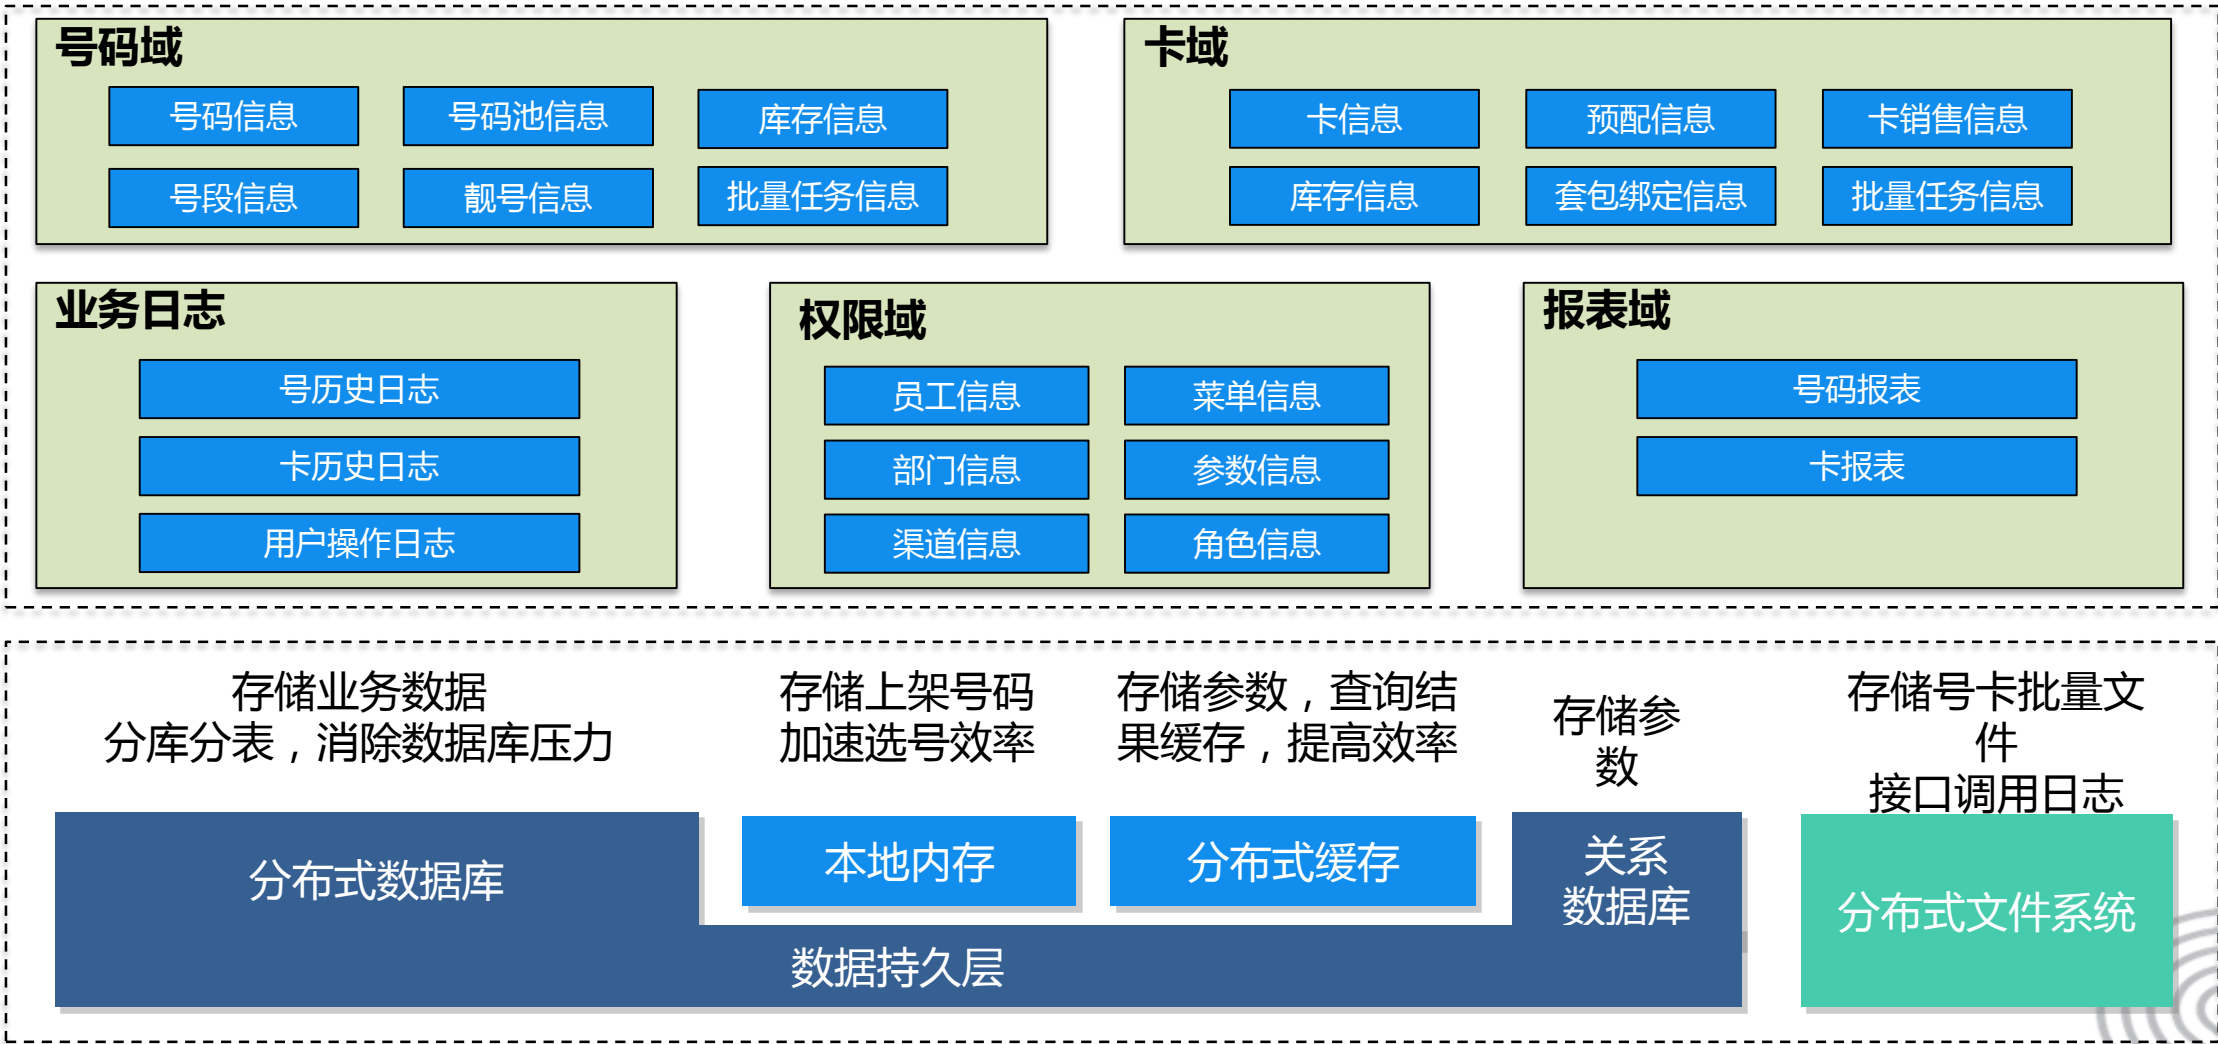 号码域
号码信息
号码池信息
库存信息
号段信息
靓号信息
批量任务信息
卡域
卡信息
预配信息
卡销售信息
库存信息
套包绑定信息
批量任务信息
业务日志
号历史日志
卡历史日志
用户操作日志
权限域
员工信息
菜单信息
部门信息
参数信息
渠道信息
角色信息
报表域
号码报表
卡报表
存储业务数据
分库分表，消除数据库压力
存储上架号码
加速选号效率
存储参数，查询结
果缓存，提高效率
存储参
数
存储号卡批量文
件
接口调用日志
分布式数据库
本地内存
分布式缓存
关系
数据库
分布式文件系统
数据持久层